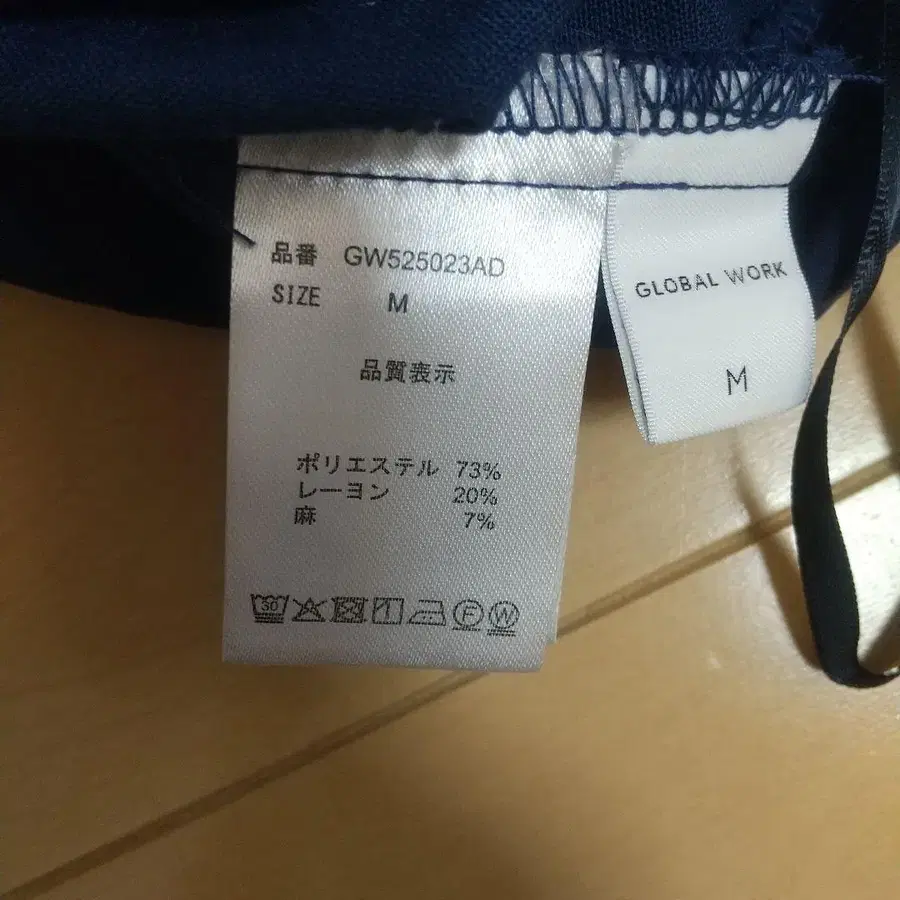 品番 GW525023AD
SIZE M
品質表示
ポリエステル 73%
レーヨン 20%
麻 7%
30
F
W
GLOBAL WORK
M